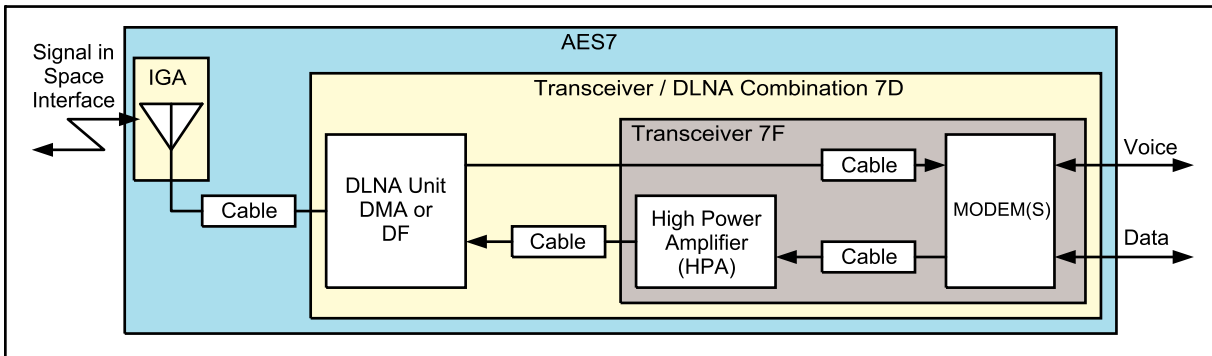 AES7
Signal in
Space
Interface
IGA
Transceiver / DLNA Combination 7D
Transceiver 7F
Cable
Voice
DLNA Unit
DMA or
DF
Cable
Cable
High Power
Amplifier
(HPA)
Cable
MODEM(S)
Data